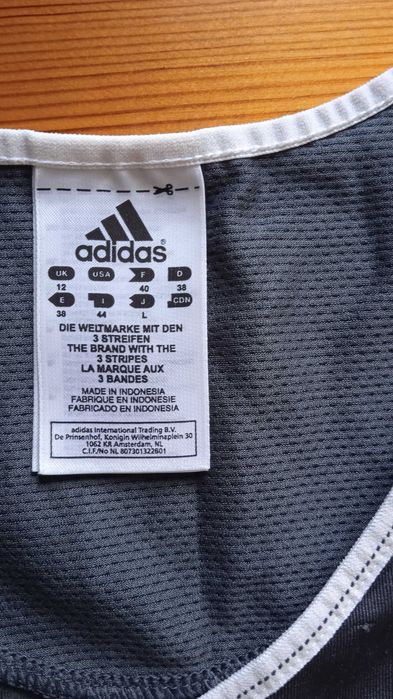 adidas®
UK USA F D
12 40 38
E I J CDN
38 44 L
DIE WELTMARKE MIT DEN
3 STREIFEN
THE BRAND WITH THE
3 STRIPES
LA MARQUE AUX
3 BANDES
MADE IN INDONESIA
FABRIQUE EN INDONESIE
FABRICADO EN INDONESIA
adidas International Trading B.V.
De Prinsenhof, Konigin Wilhelminaplein 30
1062 KR Amsterdam, NL
C.I.F./No NL 807301322B01